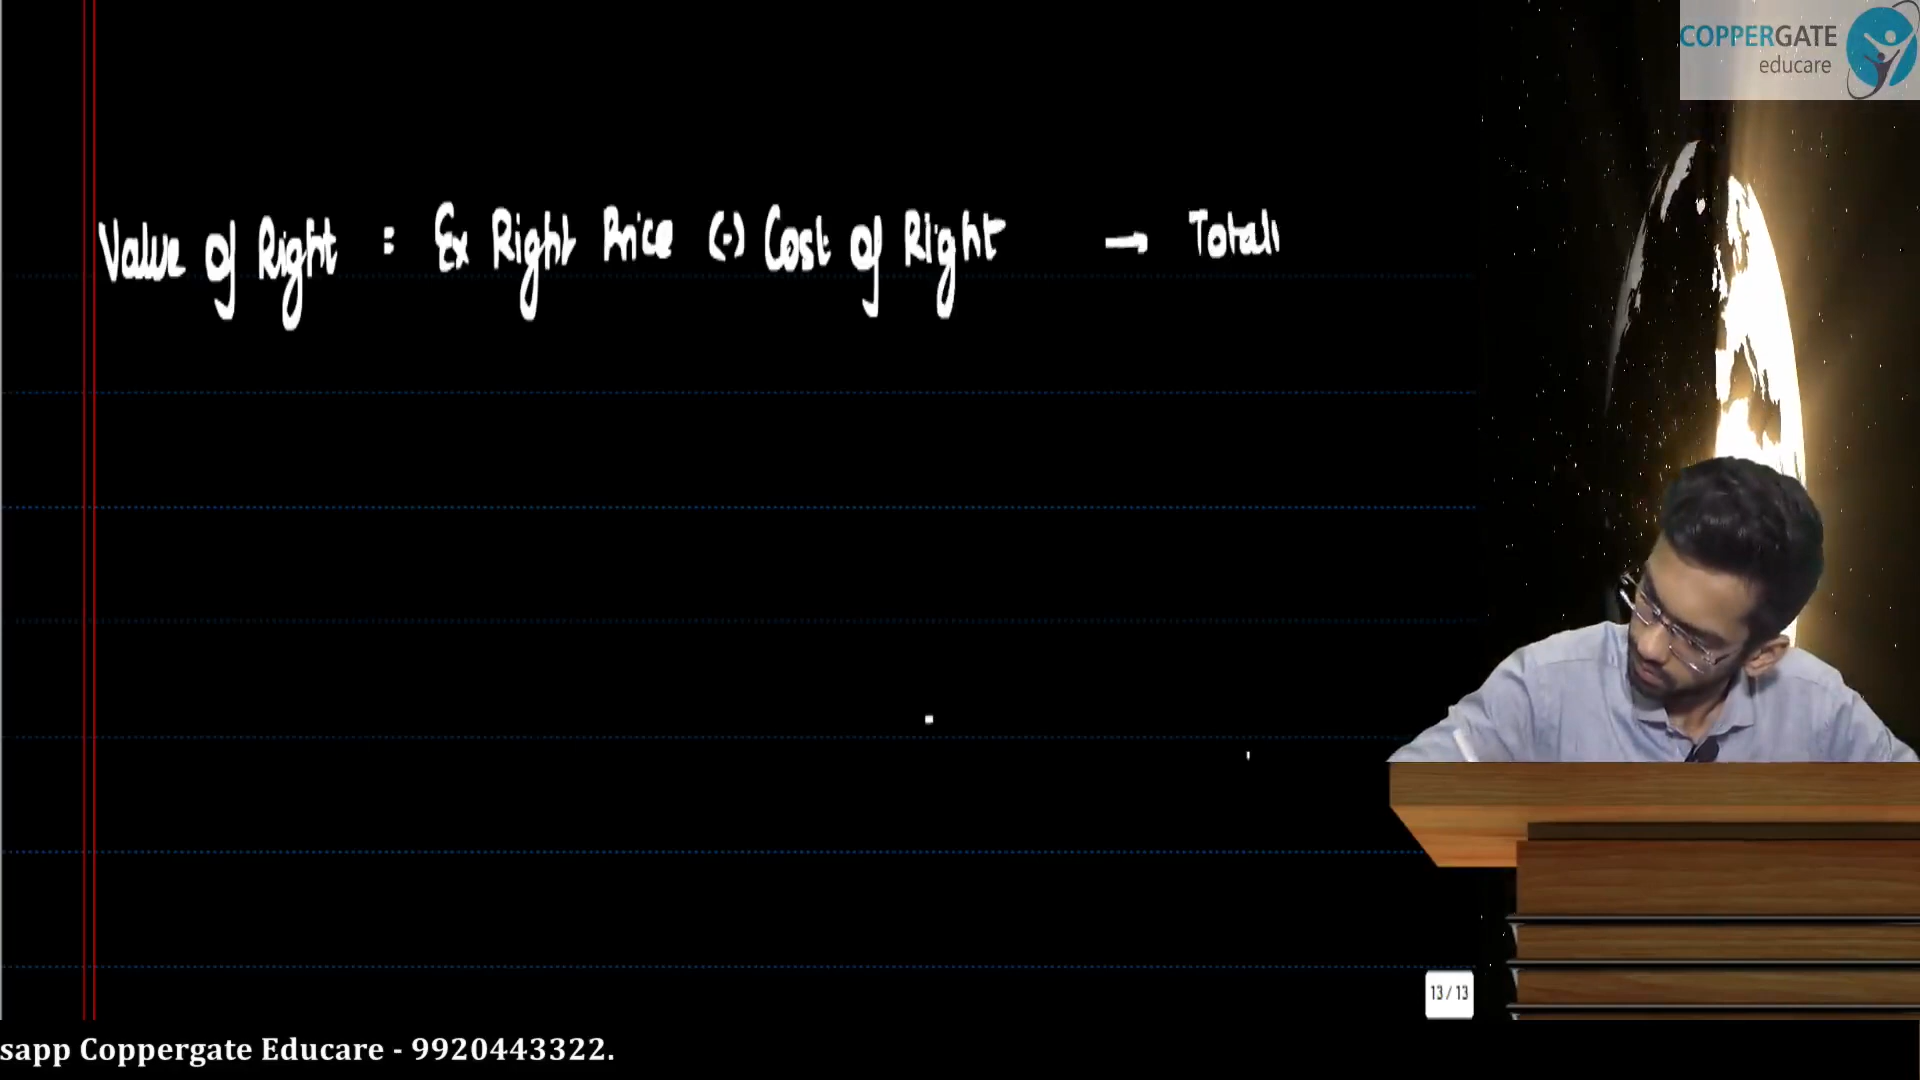 COPPERGATE
educare
Value of Right : Ex Right Price (-) Cost of Right → Total
13 / 13
sapp Coppergate Educare - 9920443322.